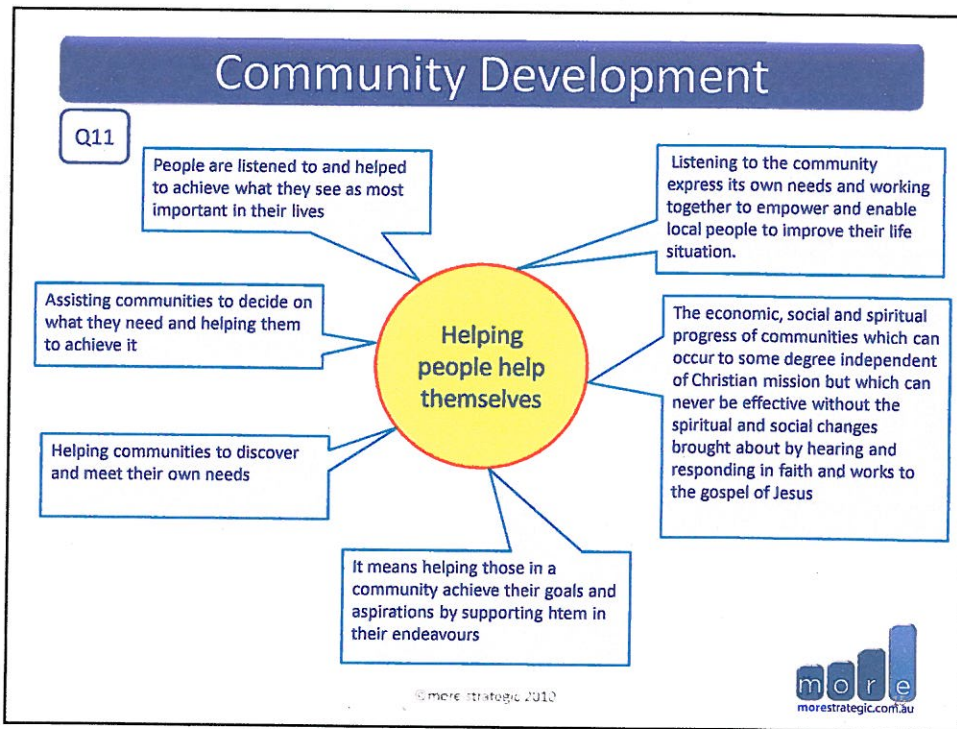 Community Development
Q11
People are listened to and helped
to achieve what they see as most
important in their lives
Listening to the community
express its own needs and working
together to empower and enable
local people to improve their life
situation.
Assisting communities to decide on
what they need and helping them
to achieve it
Helping
people help
themselves
The economic, social and spiritual
progress of communities which can
occur to some degree independent
of Christian mission but which can
never be effective without the
spiritual and social changes
brought about by hearing and
responding in faith and works to
the gospel of Jesus
Helping communities to discover
and meet their own needs
It means helping those in a
community achieve their goals and
aspirations by supporting htem in
their endeavours
©more strategic 2010
more
morestrategic.com.au